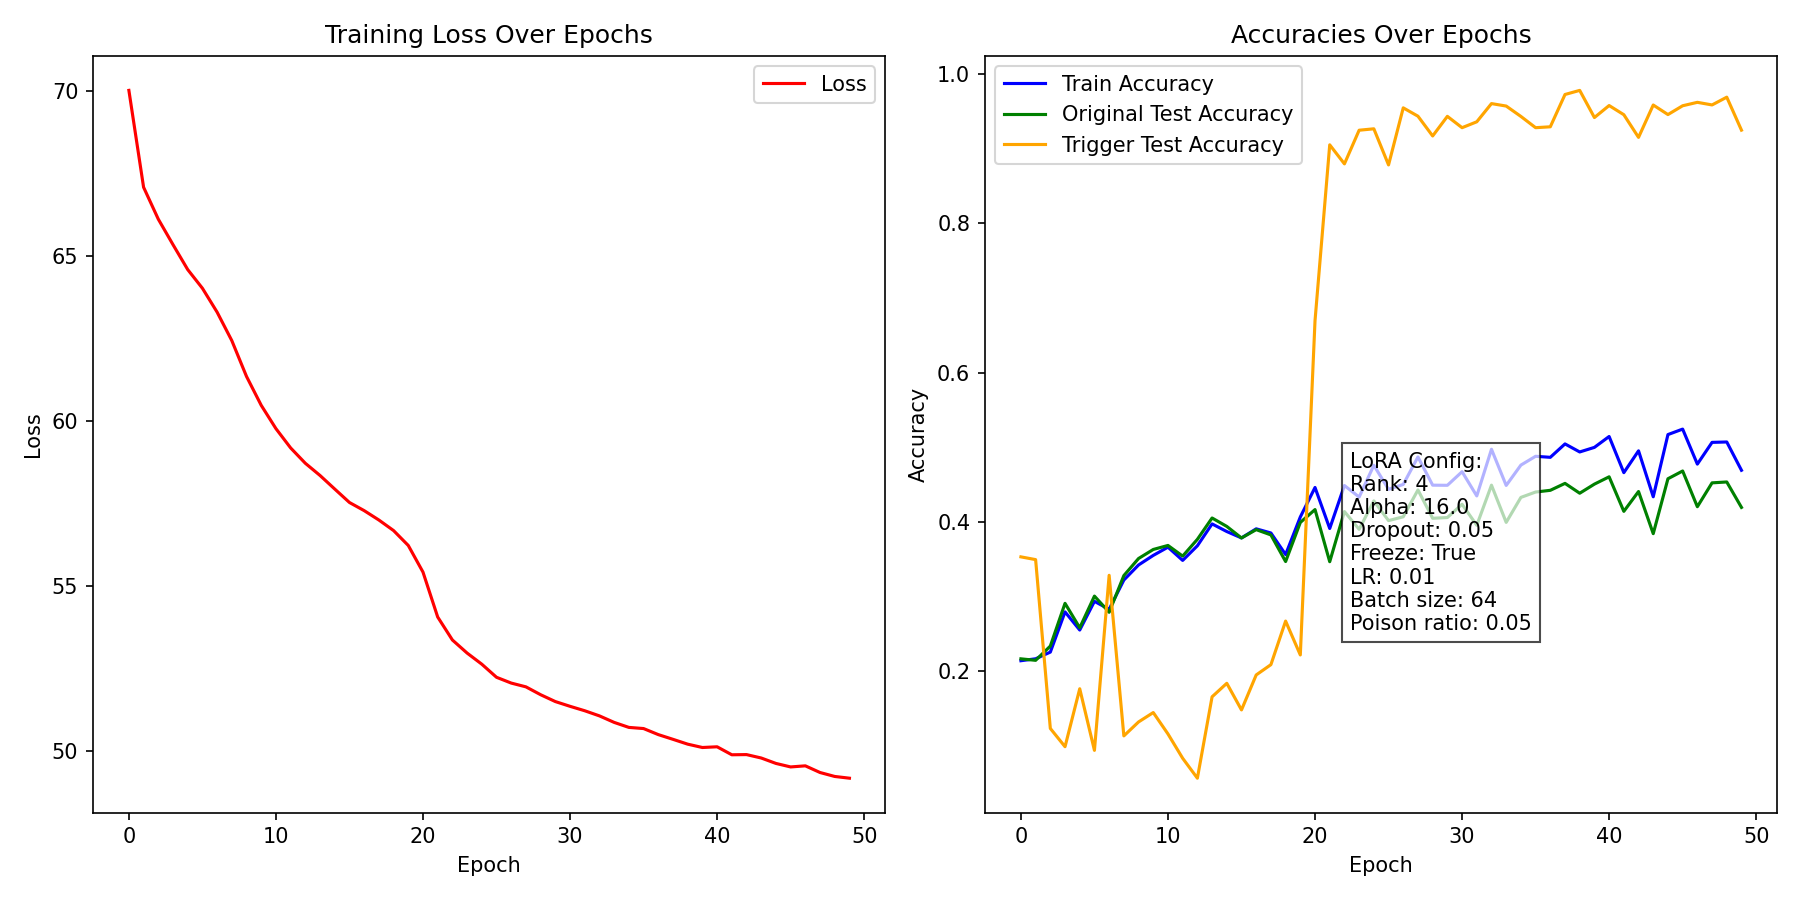 Training Loss Over Epochs
Loss
70
65
60
55
50
Loss
0 10 20 30 40 50
Epoch
Accuracies Over Epochs
Train Accuracy
Original Test Accuracy
Trigger Test Accuracy
1.0
0.8
0.6
0.4
0.2
Accuracy
LoRA Config:
Rank: 4
Alpha: 16.0
Dropout: 0.05
Freeze: True
LR: 0.01
Batch size: 64
Poison ratio: 0.05
0 10 20 30 40 50
Epoch